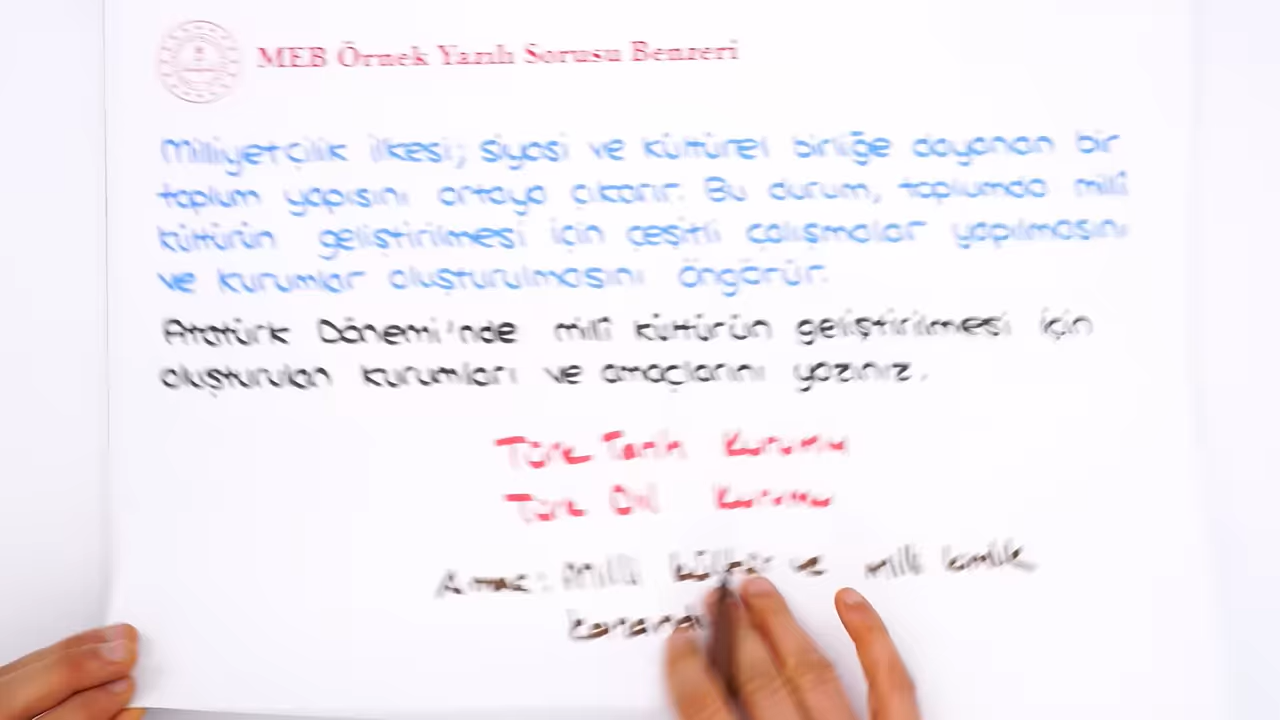 MEB Örnek Yazılı Sorusu Benzeri
Milliyetçilik ilkesi; siyasi ve kültürel birliğe dayanan bir
toplum yapısını ortaya çıkarır. Bu durum, toplumda millî
kültürün geliştirilmesi için çeşitli çalışmalar yapılmasını
ve kurumlar oluşturulmasını öngörür.
Atatürk Dönemi'nde millî kültürün geliştirilmesi için
oluşturulan kurumları ve amaçlarını yazınız.
Türk Tarih Kurumu
Türk Dil Kurumu
Amaç: Milli kültür ve milli kimlik